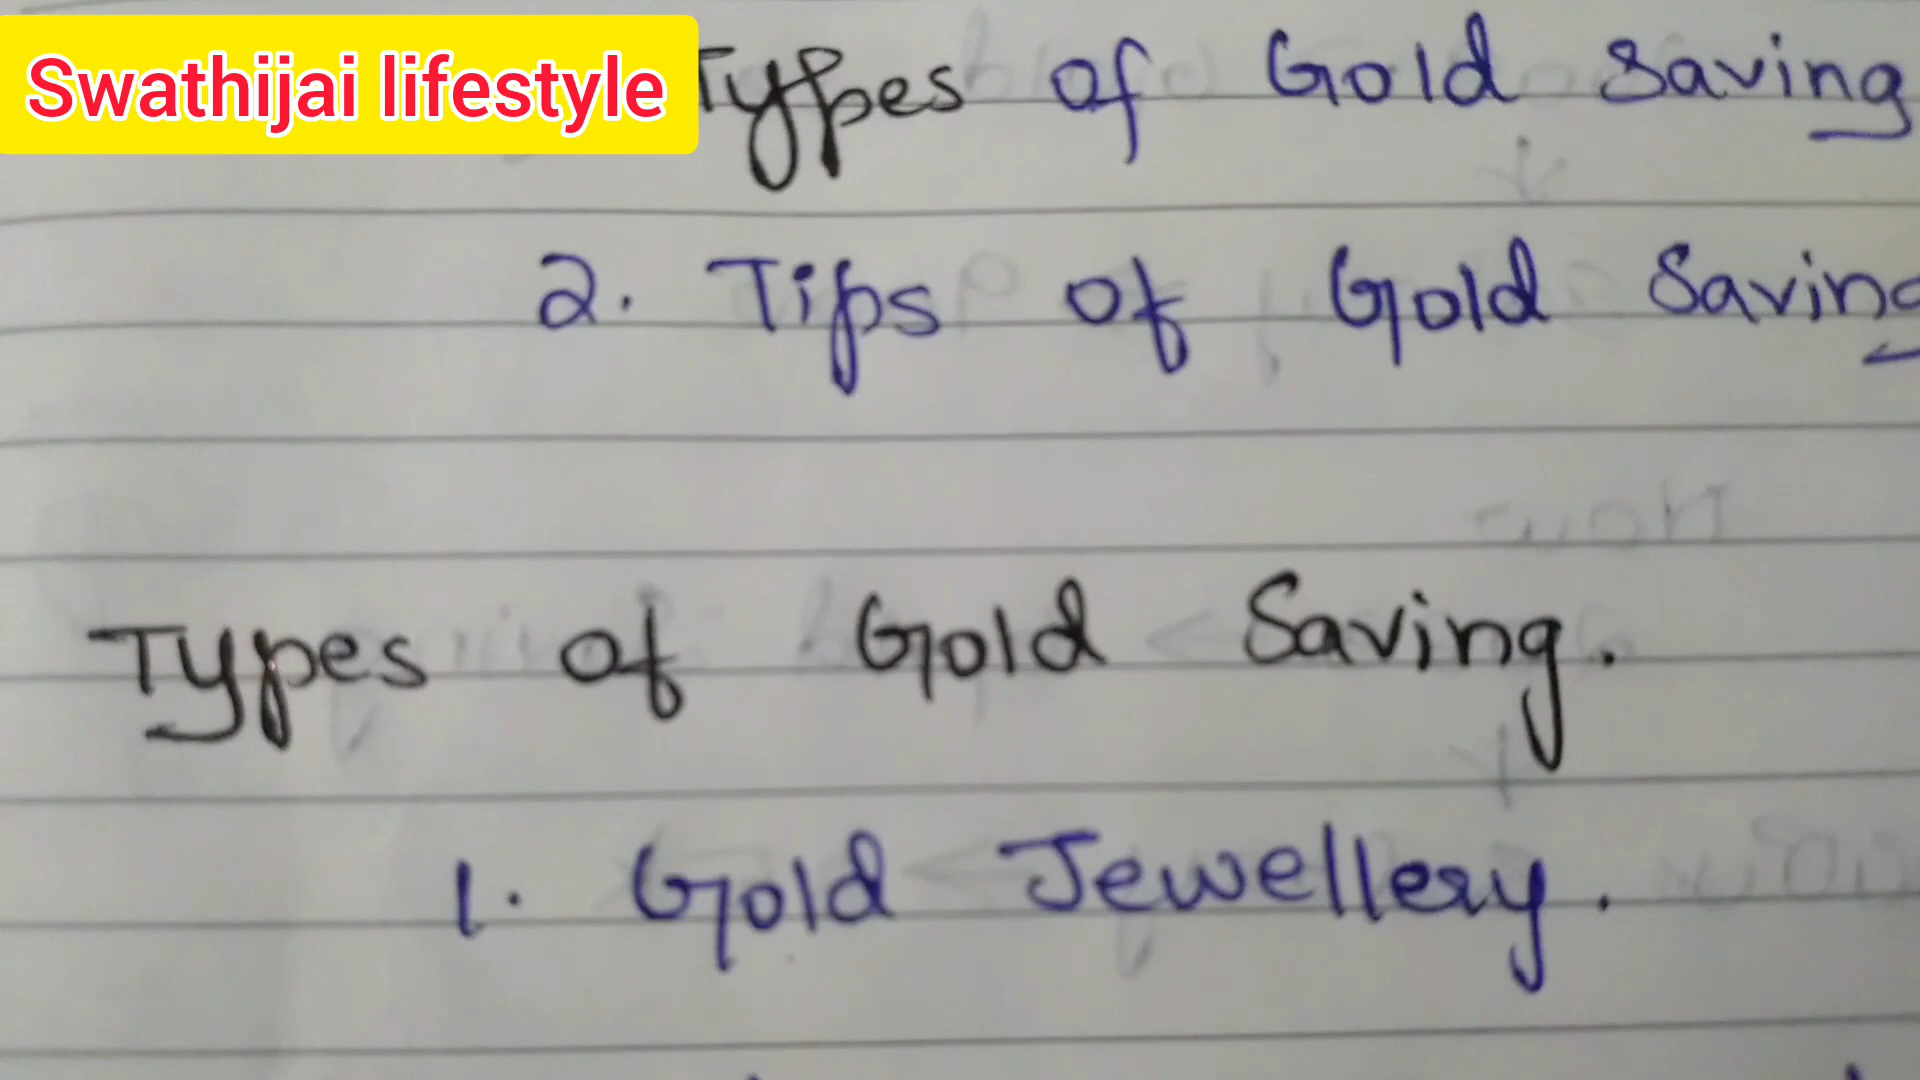 Swathijai lifestyle
Types of Gold Saving
2. Tips of Gold Saving
Types of Gold Saving.
1. Gold Jewellery.